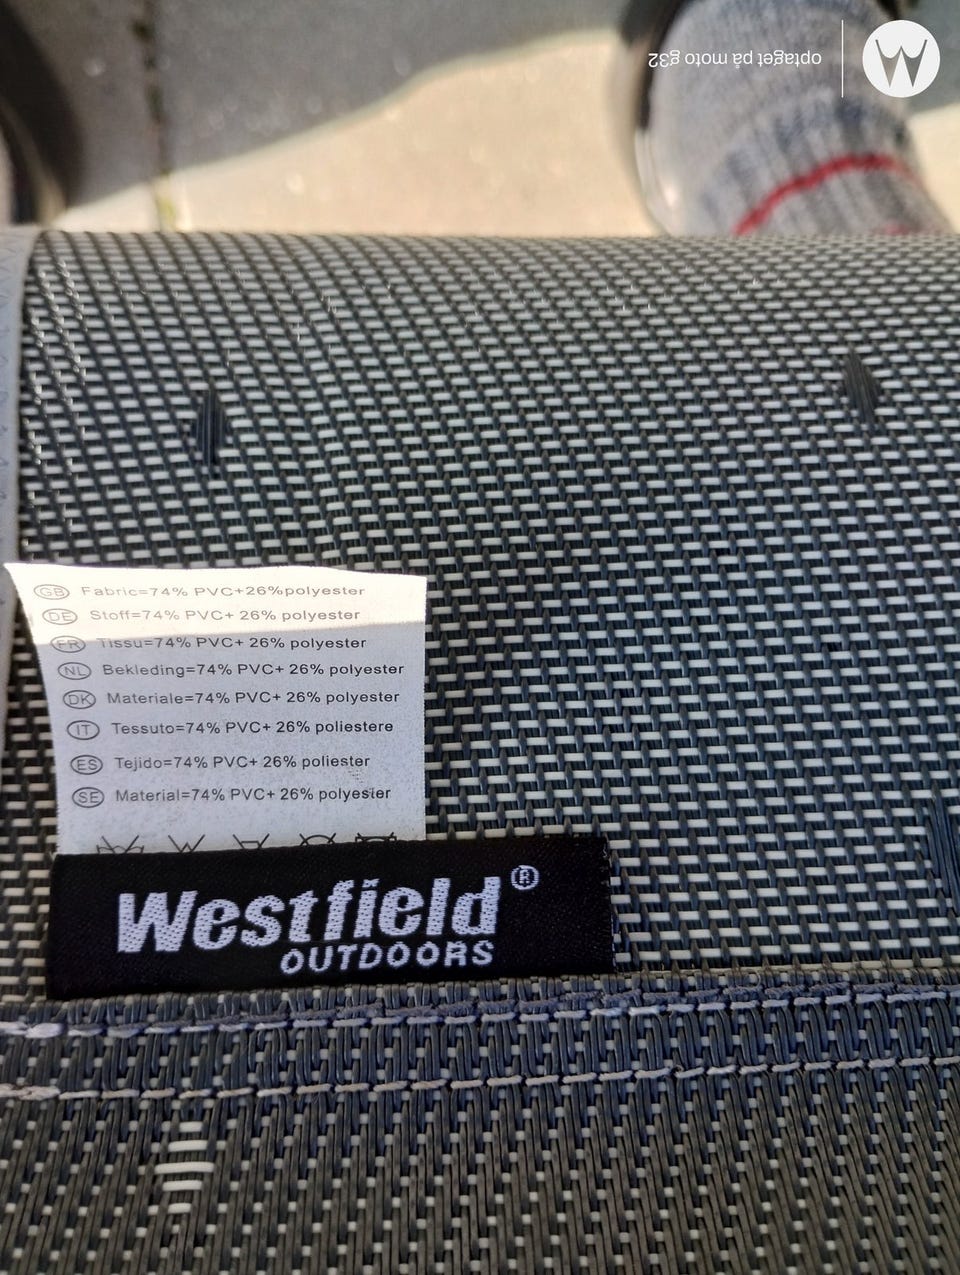 optaget på moto g32
GB Fabric=74% PVC+26%polyester
DE Stoff=74% PVC+ 26% polyester
FR Tissu=74% PVC+ 26% polyester
NL Bekleding=74% PVC+ 26% polyester
DK Materiale=74% PVC+ 26% polyester
IT Tessuto=74% PVC+ 26% poliestere
ES Tejido=74% PVC+ 26% poliester
SE Material=74% PVC+ 26% polyester
Westfield®
OUTDOORS